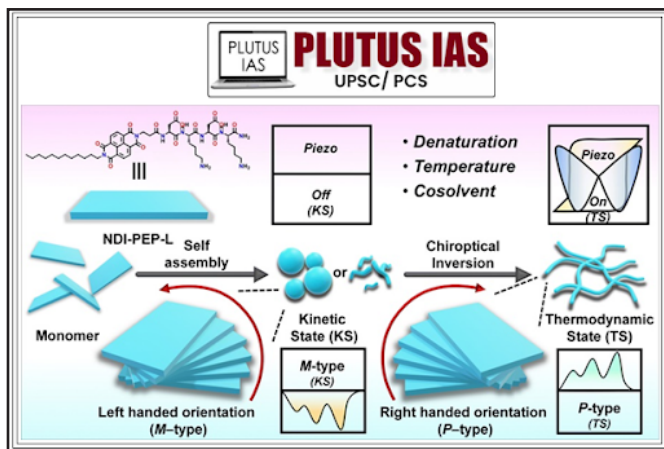 PLUTUS
IAS
PLUTUS IAS
UPSC/ PCS
NDI-PEP-L
Piezo
Off
(KS)
• Denaturation
• Temperature
• Cosolvent
Piezo
On
(TS)
Self
assembly
or
Chiroptical
Inversion
Monomer
Kinetic
State (KS)
Thermodynamic
State (TS)
M-type
(KS)
P-type
(TS)
Left handed orientation
(M–type)
Right handed orientation
(P–type)